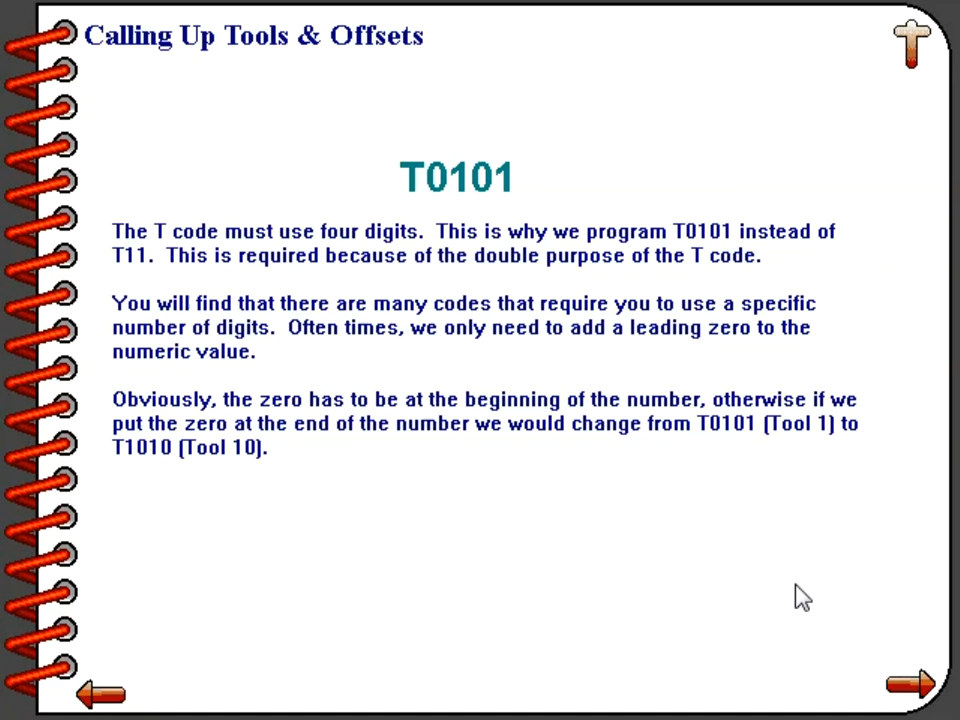 Calling Up Tools & Offsets
T0101
The T code must use four digits.  This is why we program T0101 instead of
T11.  This is required because of the double purpose of the T code.
You will find that there are many codes that require you to use a specific
number of digits.  Often times, we only need to add a leading zero to the
numeric value.
Obviously, the zero has to be at the beginning of the number, otherwise if we
put the zero at the end of the number we would change from T0101 (Tool 1) to
T1010 (Tool 10).